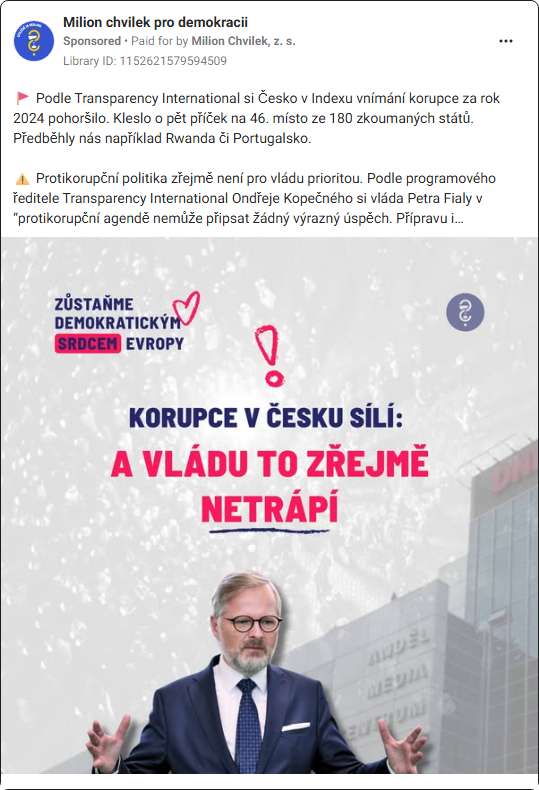 Milion chvilek pro demokracii
Sponsored • Paid for by Milion Chvilek, z. s.
Library ID: 1152621579594509
🚩 Podle Transparency International si Česko v Indexu vnímání korupce za rok
2024 pohoršilo. Kleslo o pět příček na 46. místo ze 180 zkoumaných států.
Předběhly nás například Rwanda či Portugalsko.
⚠️ Protikorupční politika zřejmě není pro vládu prioritou. Podle programového
ředitele Transparency International Ondřeje Kopečného si vláda Petra Fialy v
“protikorupční agendě nemůže připsat žádný výrazný úspěch. Přípravu i...
ZŮSTAŇME
DEMOKRATICKÝM
SRDCEM EVROPY
KORUPCE V ČESKU SÍLÍ:
A VLÁDU TO ZŘEJMĚ
NETRÁPÍ
ANDĚL
MEDIA
CENTRUM